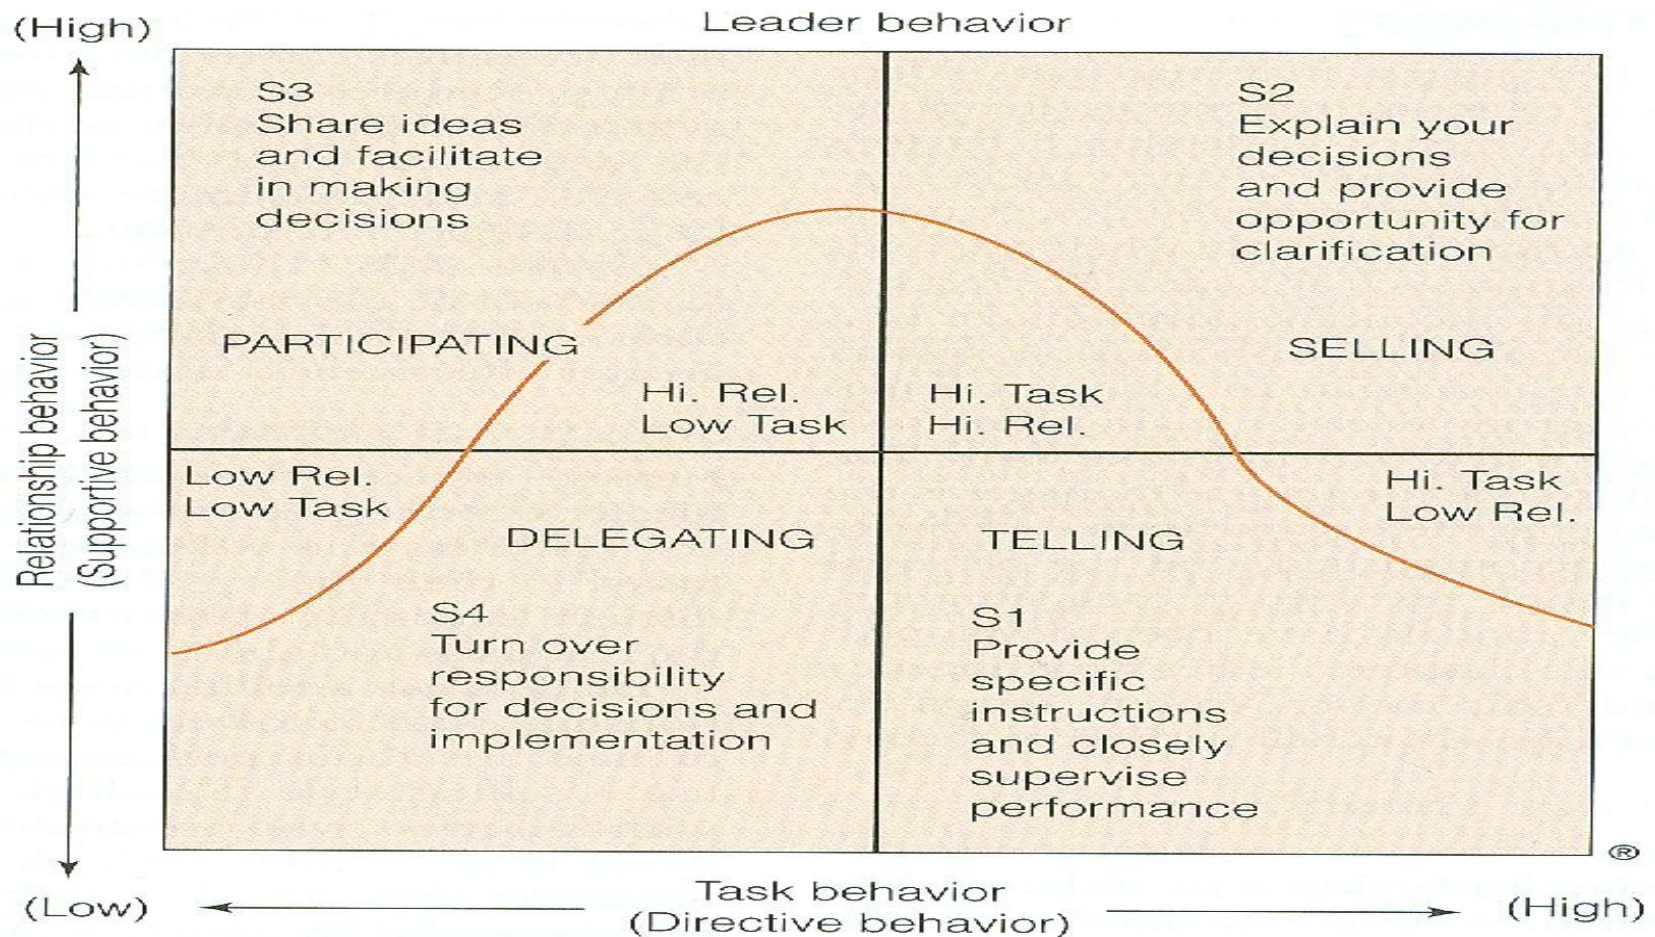 (High)
Leader behavior
S3
Share ideas
and facilitate
in making
decisions
PARTICIPATING
Hi. Rel.
Low Task
S2
Explain your
decisions
and provide
opportunity for
clarification
SELLING
Hi. Task
Hi. Rel.
Relationship behavior
(Supportive behavior)
Low Rel.
Low Task
DELEGATING
S4
Turn over
responsibility
for decisions and
implementation
Hi. Task
Low Rel.
TELLING
S1
Provide
specific
instructions
and closely
supervise
performance
®
(Low)
Task behavior
(Directive behavior)
(High)